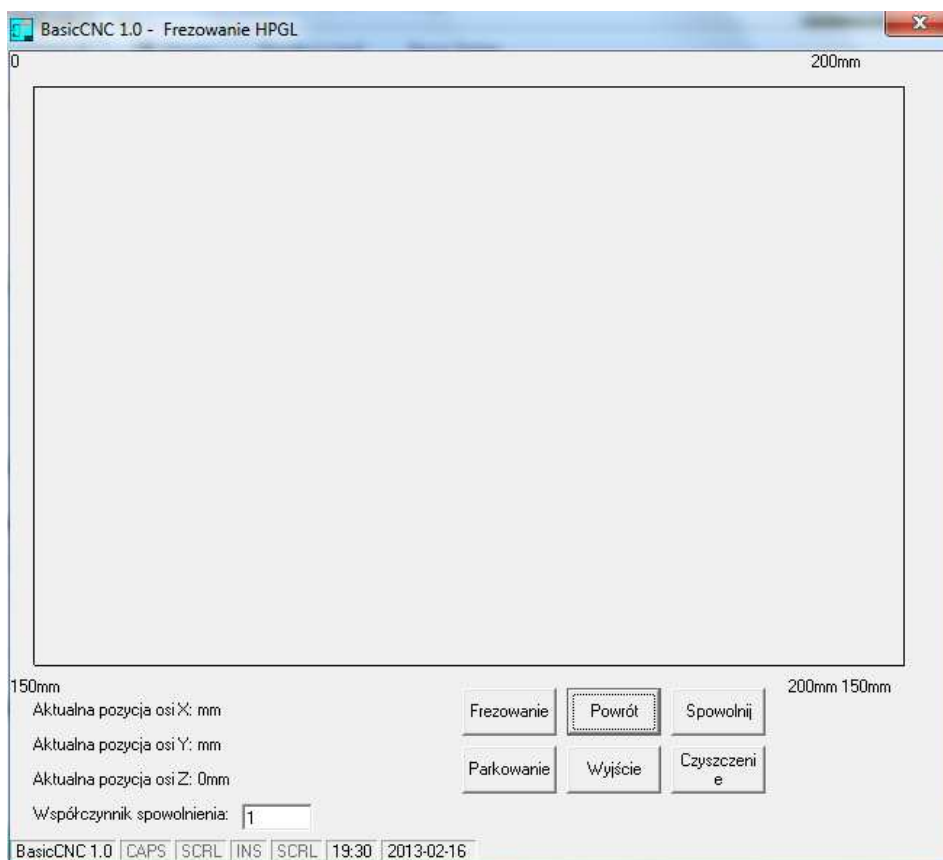 BasicCNC 1.0 - Frezowanie HPGL
0
200mm
150mm
200mm 150mm
Aktualna pozycja osi X: mm
Aktualna pozycja osi Y: mm
Aktualna pozycja osi Z: 0mm
Współczynnik spowolnienia: 1
Frezowanie
Powrót
Spowolnij
Parkowanie
Wyjście
Czyszczeni
e
BasicCNC 1.0 CAPS SCRL INS SCRL 19:30 2013-02-16